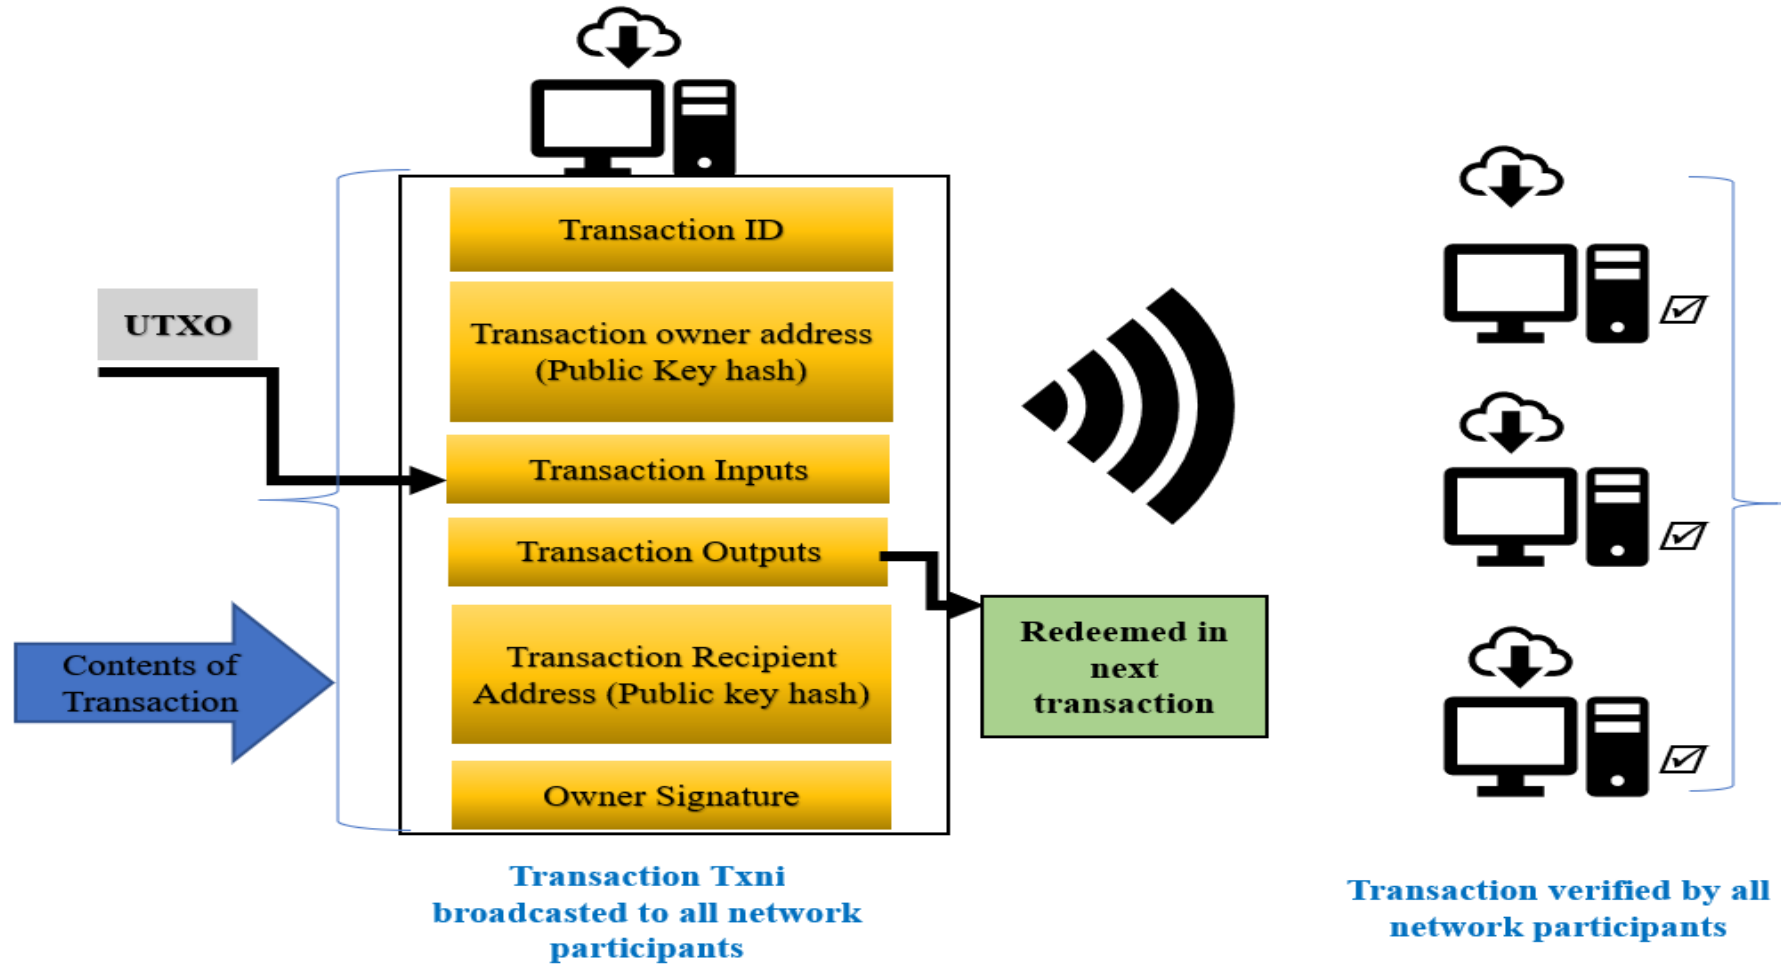 Transaction ID
Transaction owner address
(Public Key hash)
UTXO
Transaction Inputs
Transaction Outputs
Redeemed in
next
transaction
Contents of
Transaction
Transaction Recipient
Address (Public key hash)
Owner Signature
Transaction Txni
broadcasted to all network
participants
Transaction verified by all
network participants